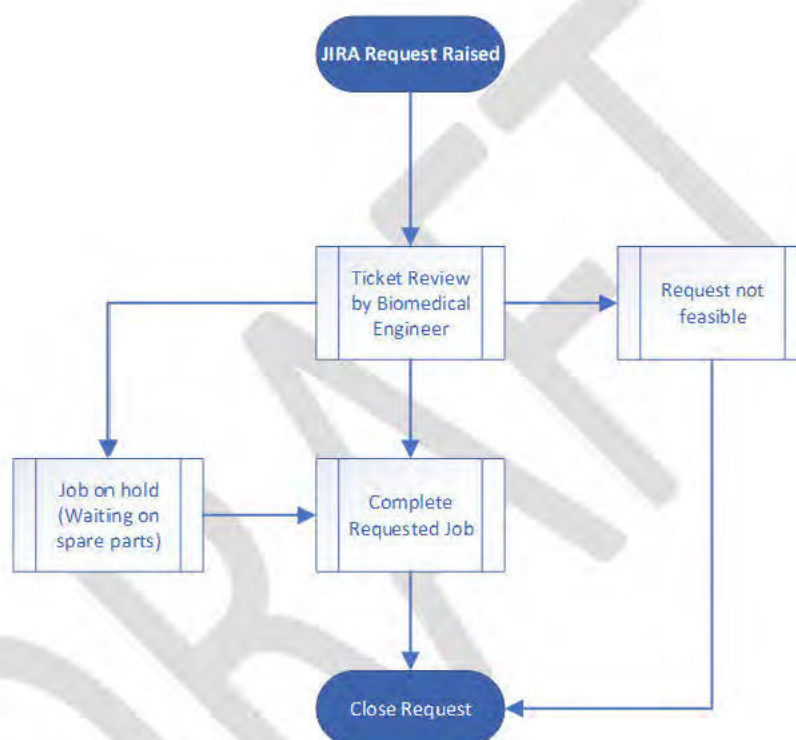 JIRA Request Raised
Ticket Review
by Biomedical
Engineer
Request not
feasible
Job on hold
(Waiting on
spare parts)
Complete
Requested Job
Close Request
DRAFT